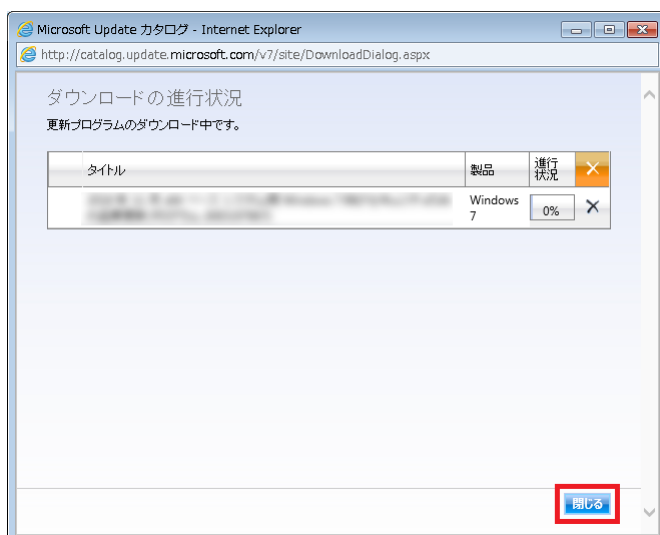 Microsoft Update カタログ - Internet Explorer
http://catalog.update.microsoft.com/v7/site/DownloadDialog.aspx
ダウンロードの進行状況
更新プログラムのダウンロード中です。
タイトル 製品 進行状況
Windows 7 0%
閉じる